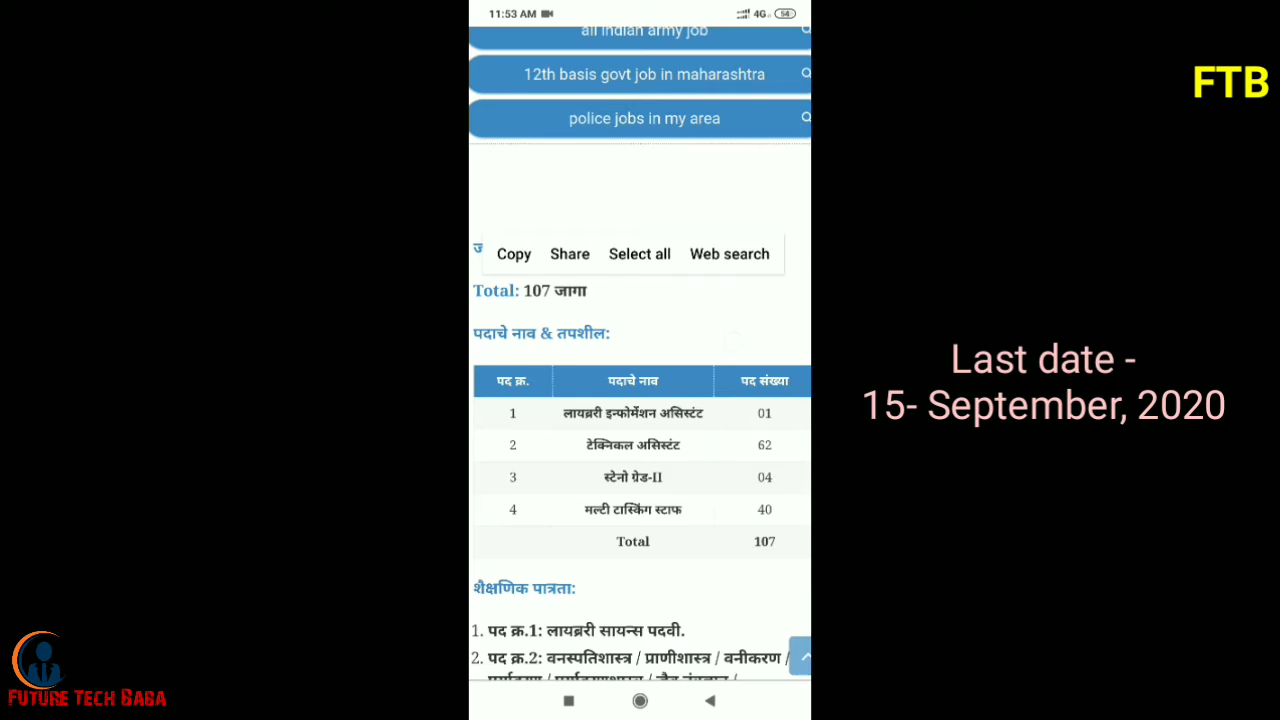 11:53 AM
4G
54
all indian army job
12th basis govt job in maharashtra
police jobs in my area
FTB
Copy Share Select all Web search
Total: 107 जागा
पदाचे नाव & तपशील:
पद क्र. पदाचे नाव पद संख्या
1 लायब्ररी इन्फोर्मेशन असिस्टंट 01
2 टेक्निकल असिस्टंट 62
3 स्टेनो ग्रेड-II 04
4 मल्टी टास्किंग स्टाफ 40
Total 107
शैक्षणिक पात्रता:
1. पद क्र.1: लायब्ररी सायन्स पदवी.
2. पद क्र.2: वनस्पतिशास्त्र / प्राणीशास्त्र / वनीकरण /
Last date -
15- September, 2020
FUTURE TECH BABA